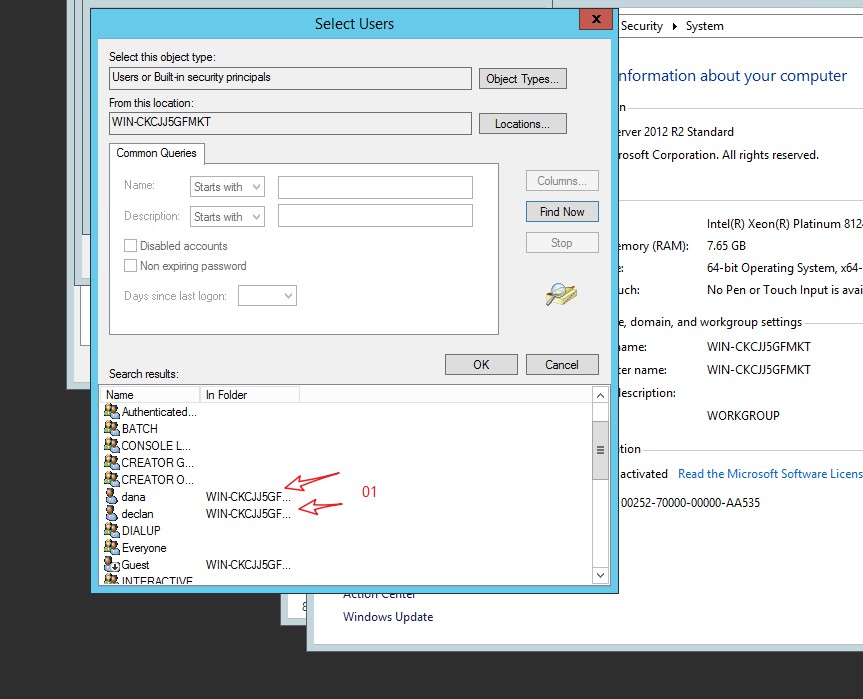 Select Users
x
Select this object type:
Users or Built-in security principals
Object Types...
From this location:
WIN-CKCJJ5GFMKT
Locations...
Common Queries
Name:
Starts with
Description:
Starts with
Disabled accounts
Non expiring password
Days since last logon:
Columns...
Find Now
Stop
OK
Cancel
Search results:
Name In Folder
Authenticated...
BATCH
CONSOLE L...
CREATOR G...
CREATOR O...
dana WIN-CKCJJ5GF...
declan WIN-CKCJJ5GF...
01
DIALUP
Everyone
Guest WIN-CKCJJ5GF...
INTERACTIVE
Security System
information about your computer
erver 2012 R2 Standard
rosoft Corporation. All rights reserved.
Intel(R) Xeon(R) Platinum 812
emory (RAM): 7.65 GB
64-bit Operating System, x64-
uch: No Pen or Touch Input is avai
e, domain, and workgroup settings
ame: WIN-CKCJJ5GFMKT
ter name: WIN-CKCJJ5GFMKT
description:
WORKGROUP
tion
activated Read the Microsoft Software Licens
00252-70000-00000-AA535
Action Center
Windows Update